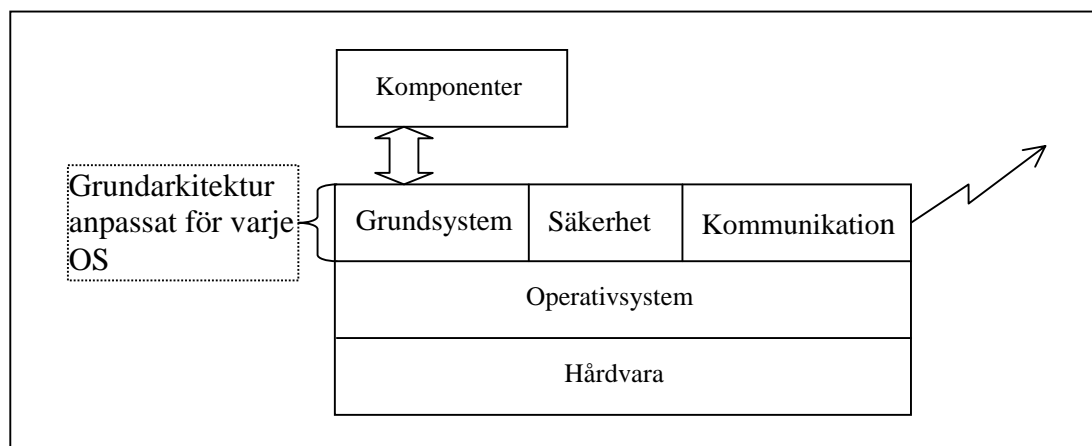 Komponenter
Grundarkitektur
anpassat för varje
OS
Grundsystem
Säkerhet
Kommunikation
Operativsystem
Hårdvara